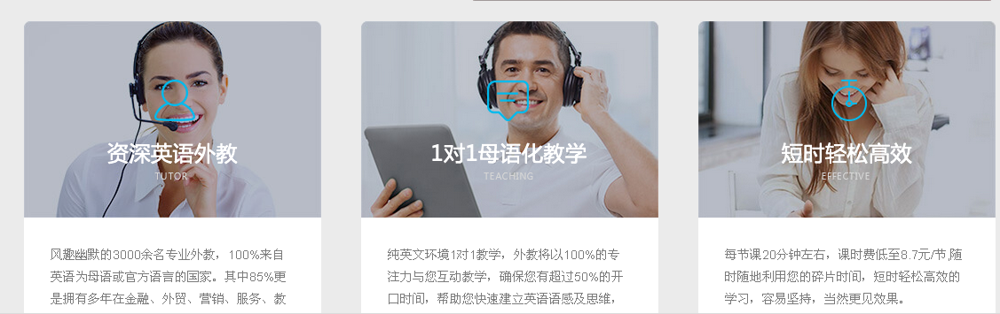 资深英语外教
TUTOR
风趣幽默的3000余名专业外教，100%来自
英语为母语或官方语言的国家。其中85%更
是拥有多年在金融、外贸、营销、服务、教
1对1母语化教学
TEACHING
纯英文环境1对1教学，外教将以100%的专
注力与您互动教学，确保您有超过50%的开
口时间，帮助您快速建立英语语感及思维，
短时轻松高效
EFFECTIVE
每节课20分钟左右，课时费低至8.7元/节,随
时随地利用您的碎片时间，短时轻松高效的
学习，容易坚持，当然更见效果。